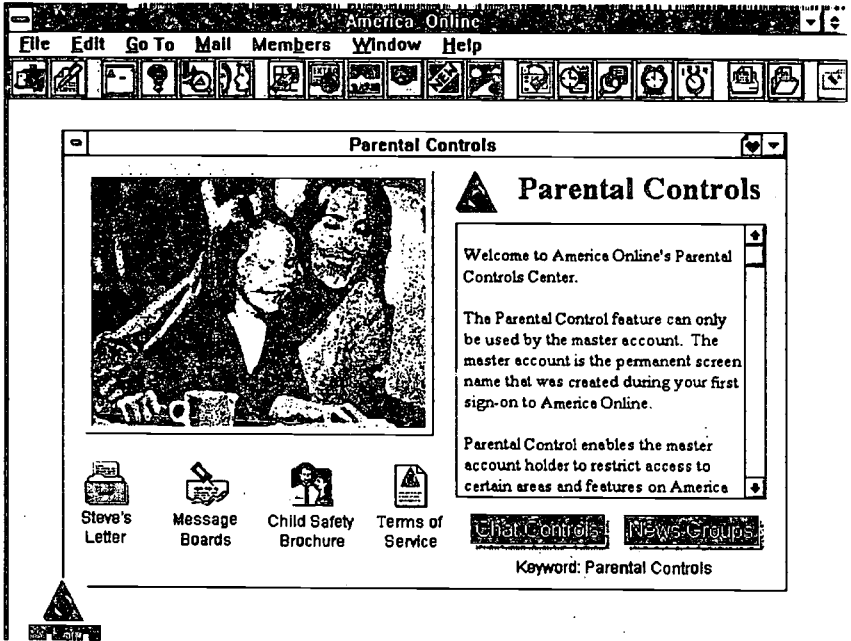 America Online
File Edit Go To Mail Members Window Help
Parental Controls
Parental Controls
Welcome to America Online's Parental
Controls Center.
The Parental Control feature can only
be used by the master account. The
master account is the permanent screen
name that was created during your first
sign-on to America Online.
Parental Control enables the master
account holder to restrict access to
certain areas and features on America
Steve's
Letter
Message
Boards
Child Safety
Brochure
Terms of
Service
Chat Controls
News Groups
Keyword: Parental Controls